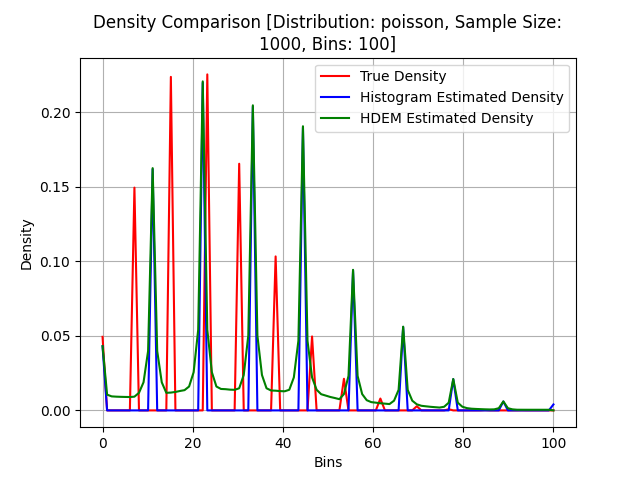 Density Comparison [Distribution: poisson, Sample Size:
1000, Bins: 100]
True Density
Histogram Estimated Density
HDEM Estimated Density
Density
0.20
0.15
0.10
0.05
0.00
0 20 40 60 80 100
Bins